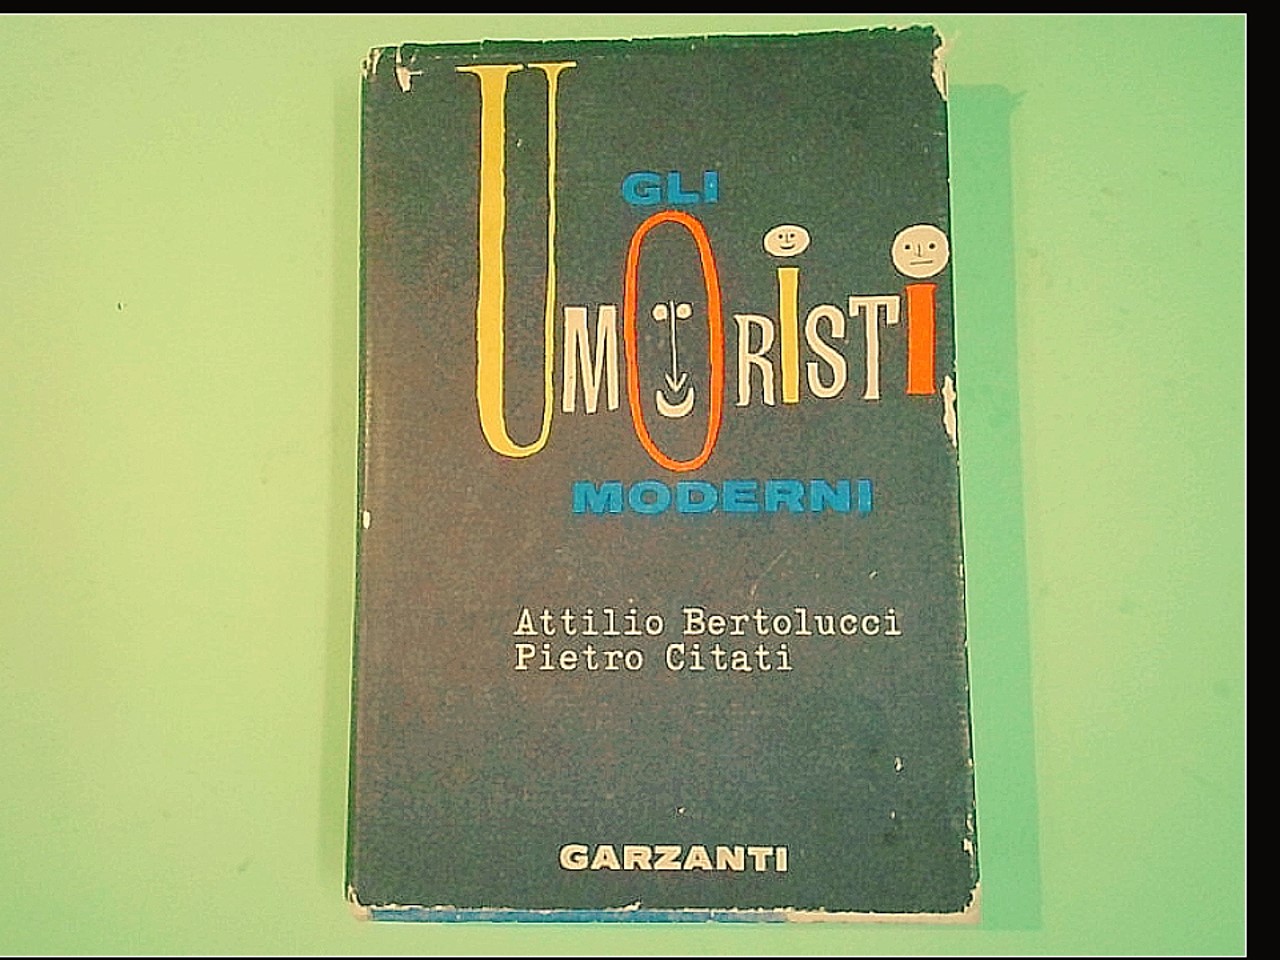 GLI
UMORISTI
MODERNI
Attilio Bertolucci
Pietro Citati
GARZANTI